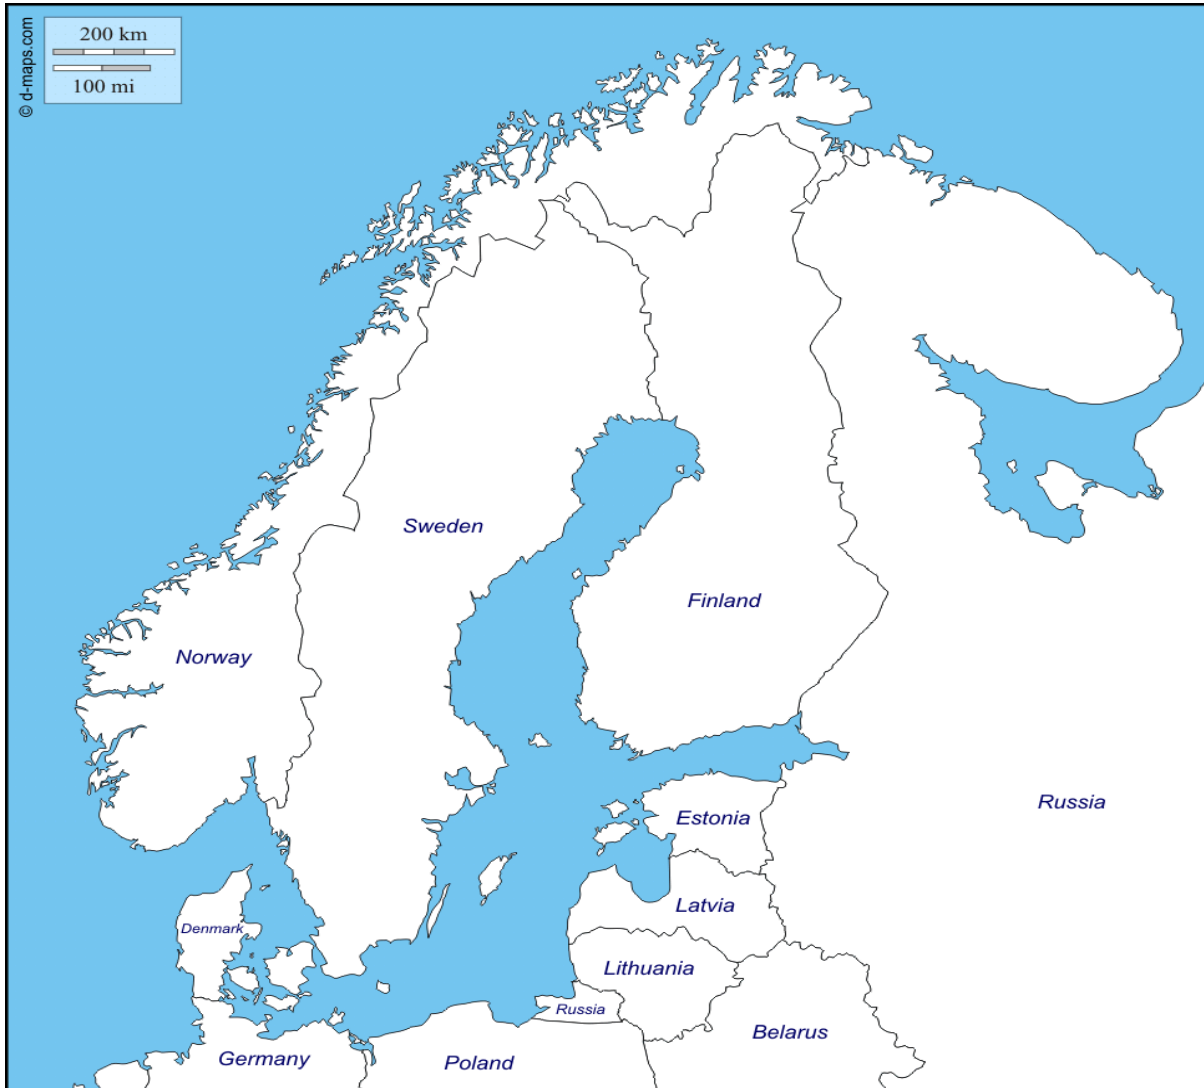 © d-maps.com
200 km
100 mi
Sweden
Finland
Norway
Russia
Estonia
Latvia
Denmark
Lithuania
Russia
Belarus
Germany
Poland